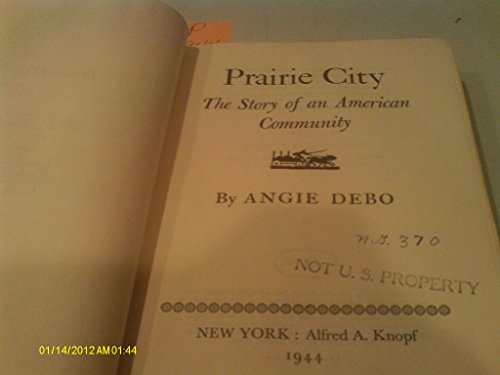 Prairie City
The Story of an American
Community
By ANGIE DEBO
n.g. 370
NOT U. S. PROPERTY
NEW YORK : Alfred A. Knopf
1944
01/14/2012 AM 01:44